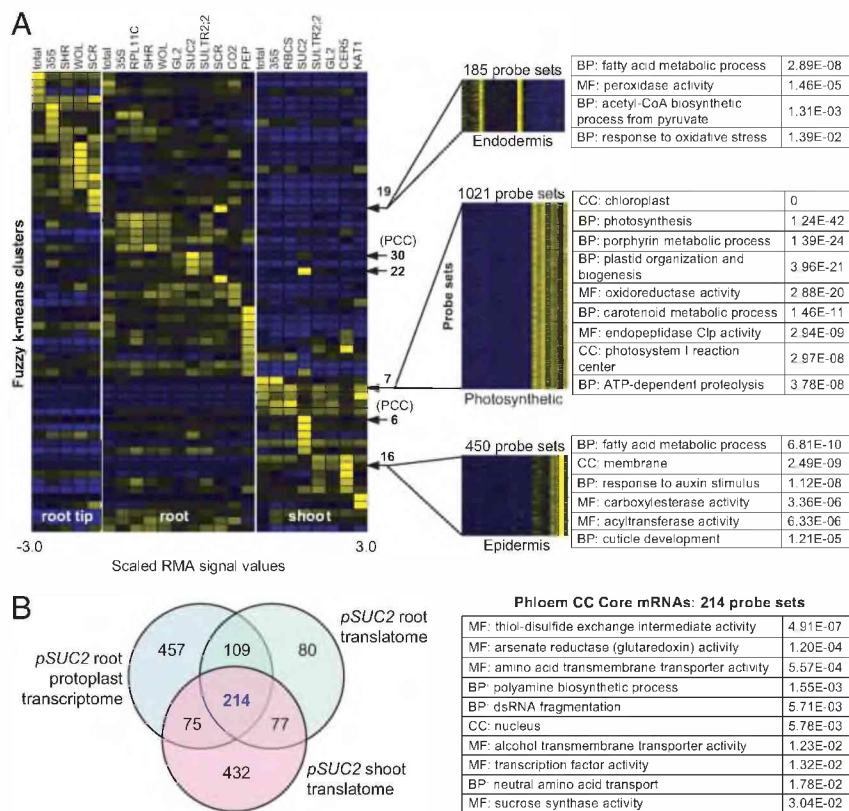 A
total 35S SHR WOL SCR total 35S RPL11C SHR WOL GL2 SUC2 SULTR2;2 SCR CO2 PEP total 35S RBCS SUC2 SULTR2;2 GL2 CER5 KAT1
Fuzzy k-means clusters
19
(PCC)
30
22
7
(PCC)
6
16
root tip root shoot
-3.0 3.0
Scaled RMA signal values
185 probe sets
Endodermis
BP: fatty acid metabolic process 2.89E-08
MF: peroxidase activity 1.46E-05
BP: acetyl-CoA biosynthetic
process from pyruvate 1.31E-03
BP: response to oxidative stress 1.39E-02
1021 probe sets
Probe sets
Photosynthetic
CC: chloroplast 0
BP: photosynthesis 1.24E-42
BP: porphyrin metabolic process 1.39E-24
BP: plastid organization and
biogenesis 3.96E-21
MF: oxidoreductase activity 2.88E-20
BP: carotenoid metabolic process 1.46E-11
MF: endopeptidase Clp activity 2.94E-09
CC: photosystem I reaction
center 2.97E-08
BP: ATP-dependent proteolysis 3.78E-08
450 probe sets
Epidermis
BP: fatty acid metabolic process 6.81E-10
CC: membrane 2.49E-09
BP: response to auxin stimulus 1.12E-08
MF: carboxylesterase activity 3.36E-06
MF: acyltransferase activity 6.33E-06
BP: cuticle development 1.21E-05
B
pSUC2 root
protoplast
transcriptome
pSUC2 root
translatome
pSUC2 shoot
translatome
457 109 80
214
75 77
432
Phloem CC Core mRNAs: 214 probe sets
MF: thiol-disulfide exchange intermediate activity 4.91E-07
MF: arsenate reductase (glutaredoxin) activity 1.20E-04
MF: amino acid transmembrane transporter activity 5.57E-04
BP: polyamine biosynthetic process 1.55E-03
BP: dsRNA fragmentation 5.71E-03
CC: nucleus 5.78E-03
MF: alcohol transmembrane transporter activity 1.23E-02
MF: transcription factor activity 1.32E-02
BP: neutral amino acid transport 1.78E-02
MF: sucrose synthase activity 3.04E-02